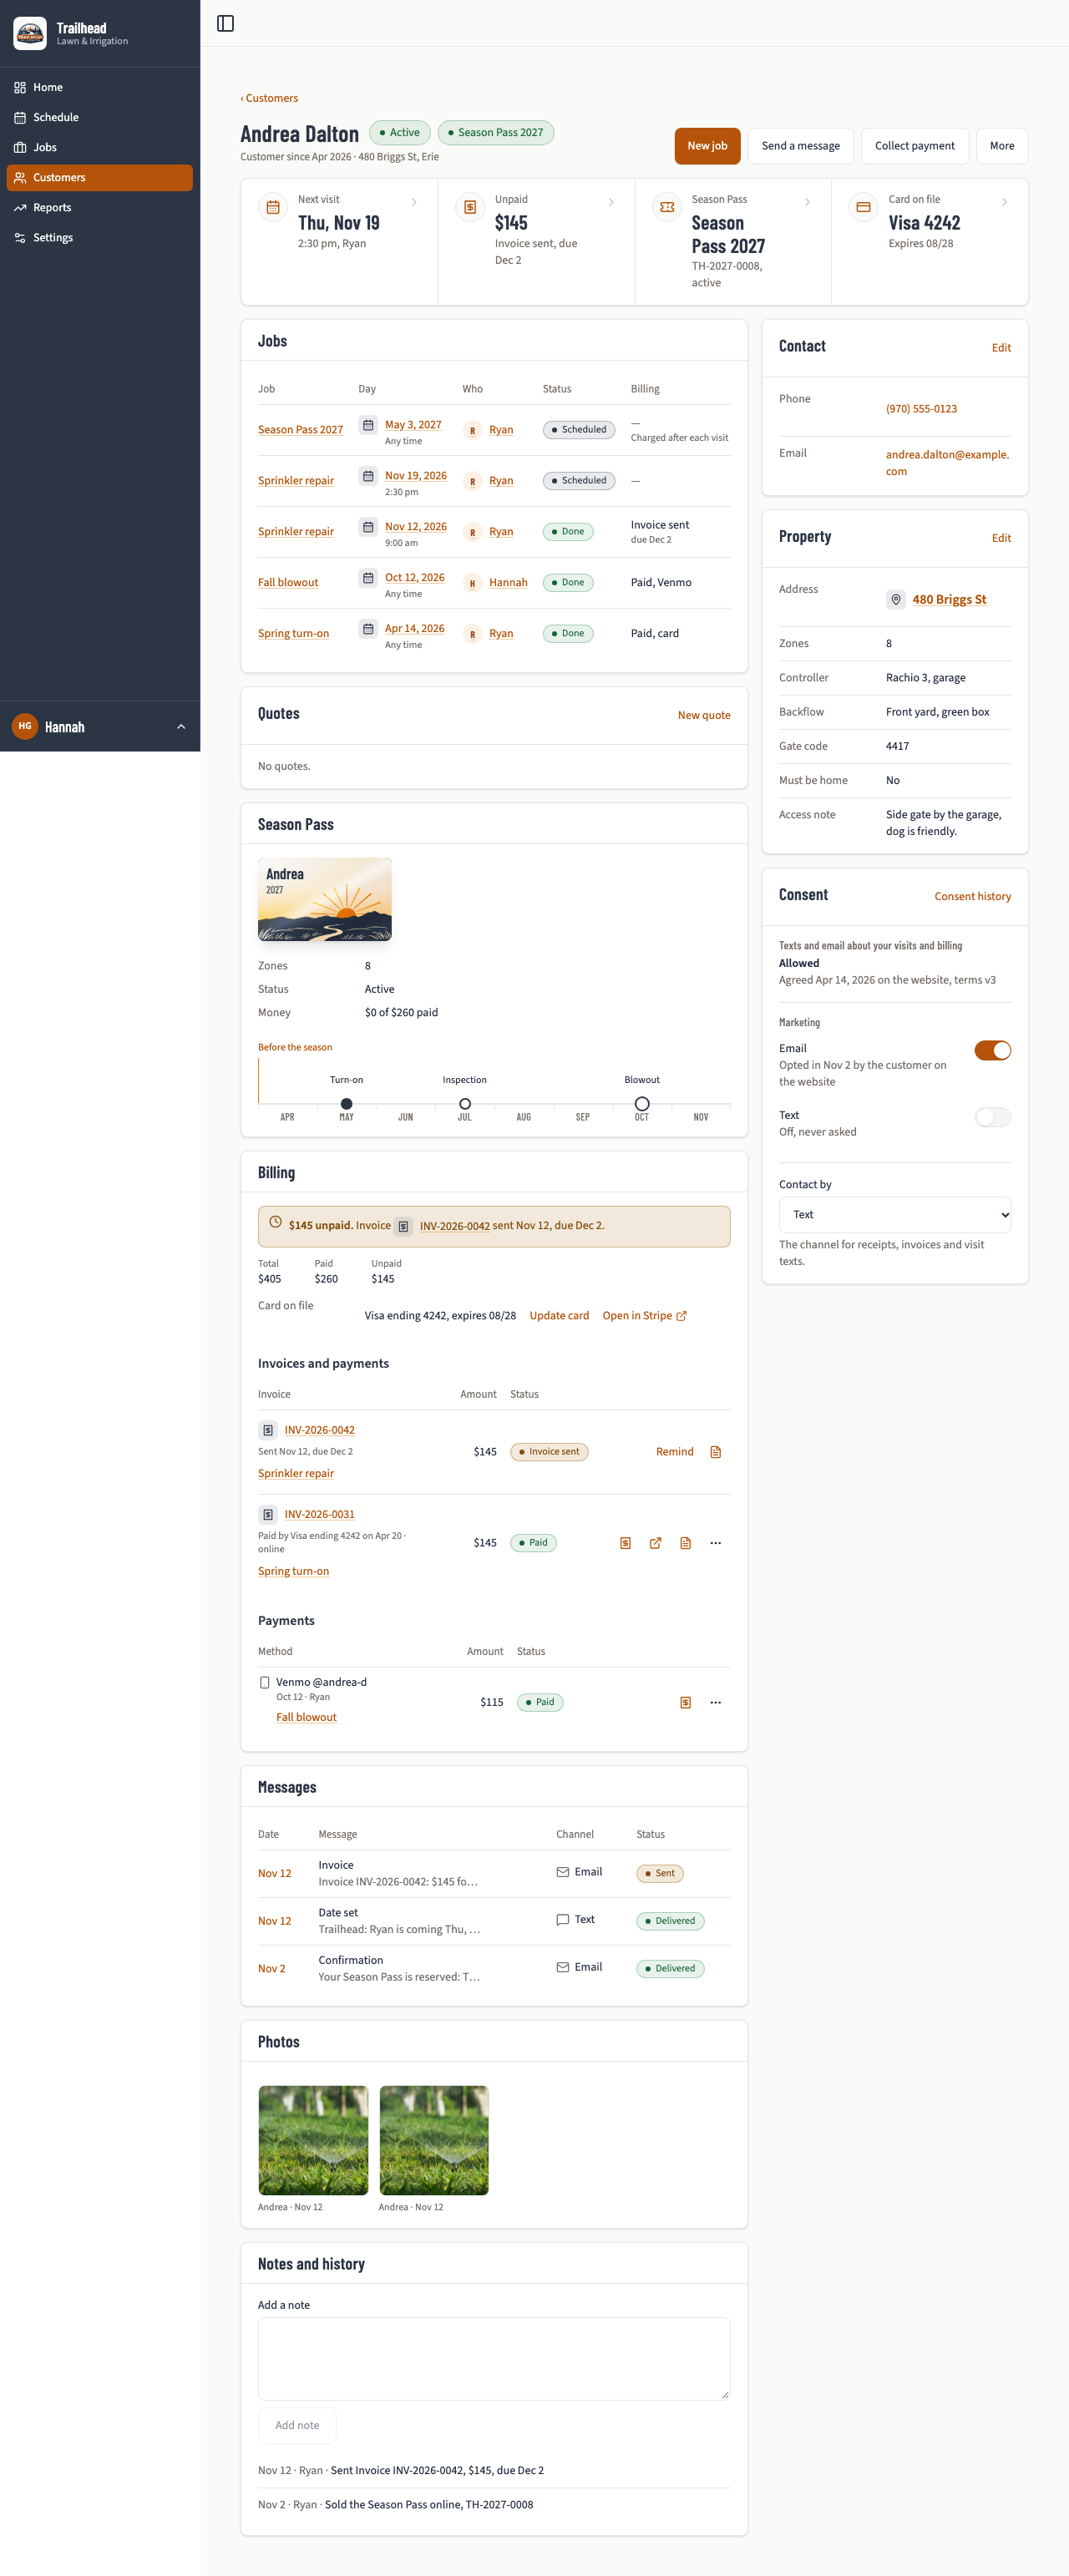 Trailhead
Lawn & Irrigation
Home
Schedule
Jobs
Customers
Reports
Settings
HG
Hannah
‹ Customers
Andrea Dalton
Active
Season Pass 2027
Customer since Apr 2026 · 480 Briggs St, Erie
New job
Send a message
Collect payment
More
Next visit
Thu, Nov 19
2:30 pm, Ryan
Unpaid
$145
Invoice sent, due
Dec 2
Season Pass
Season
Pass 2027
TH-2027-0008,
active
Card on file
Visa 4242
Expires 08/28
Jobs
Job Day Who Status Billing
Season Pass 2027 May 3, 2027 R Ryan Scheduled —
Any time Charged after each visit
Sprinkler repair Nov 19, 2026 R Ryan Scheduled —
2:30 pm
Sprinkler repair Nov 12, 2026 R Ryan Done Invoice sent
9:00 am due Dec 2
Fall blowout Oct 12, 2026 H Hannah Done Paid, Venmo
Any time
Spring turn-on Apr 14, 2026 R Ryan Done Paid, card
Any time
Quotes
New quote
No quotes.
Season Pass
Andrea
2027
Zones 8
Status Active
Money $0 of $260 paid
Before the season
Turn-on Inspection Blowout
APR MAY JUN JUL AUG SEP OCT NOV
Billing
$145 unpaid. Invoice INV-2026-0042 sent Nov 12, due Dec 2.
Total Paid Unpaid
$405 $260 $145
Card on file
Visa ending 4242, expires 08/28 Update card Open in Stripe
Invoices and payments
Invoice Amount Status
INV-2026-0042
Sent Nov 12, due Dec 2 $145 Invoice sent Remind
Sprinkler repair
INV-2026-0031
Paid by Visa ending 4242 on Apr 20 ·
online
$145 Paid
Spring turn-on
Payments
Method Amount Status
Venmo @andrea-d
Oct 12 · Ryan $115 Paid
Fall blowout
Messages
Date Message Channel Status
Nov 12 Invoice Email Sent
Invoice INV-2026-0042: $145 fo…
Nov 12 Date set Text Delivered
Trailhead: Ryan is coming Thu, …
Nov 2 Confirmation Email Delivered
Your Season Pass is reserved: T…
Photos
Andrea · Nov 12
Andrea · Nov 12
Notes and history
Add a note
Add note
Nov 12 · Ryan · Sent Invoice INV-2026-0042, $145, due Dec 2
Nov 2 · Ryan · Sold the Season Pass online, TH-2027-0008
Contact
Edit
Phone
(970) 555-0123
Email
andrea.dalton@example.
com
Property
Edit
Address
480 Briggs St
Zones 8
Controller Rachio 3, garage
Backflow Front yard, green box
Gate code 4417
Must be home No
Access note Side gate by the garage,
dog is friendly.
Consent
Consent history
Texts and email about your visits and billing
Allowed
Agreed Apr 14, 2026 on the website, terms v3
Marketing
Email
Opted in Nov 2 by the customer on
the website
Text
Off, never asked
Contact by
Text
The channel for receipts, invoices and visit
texts.